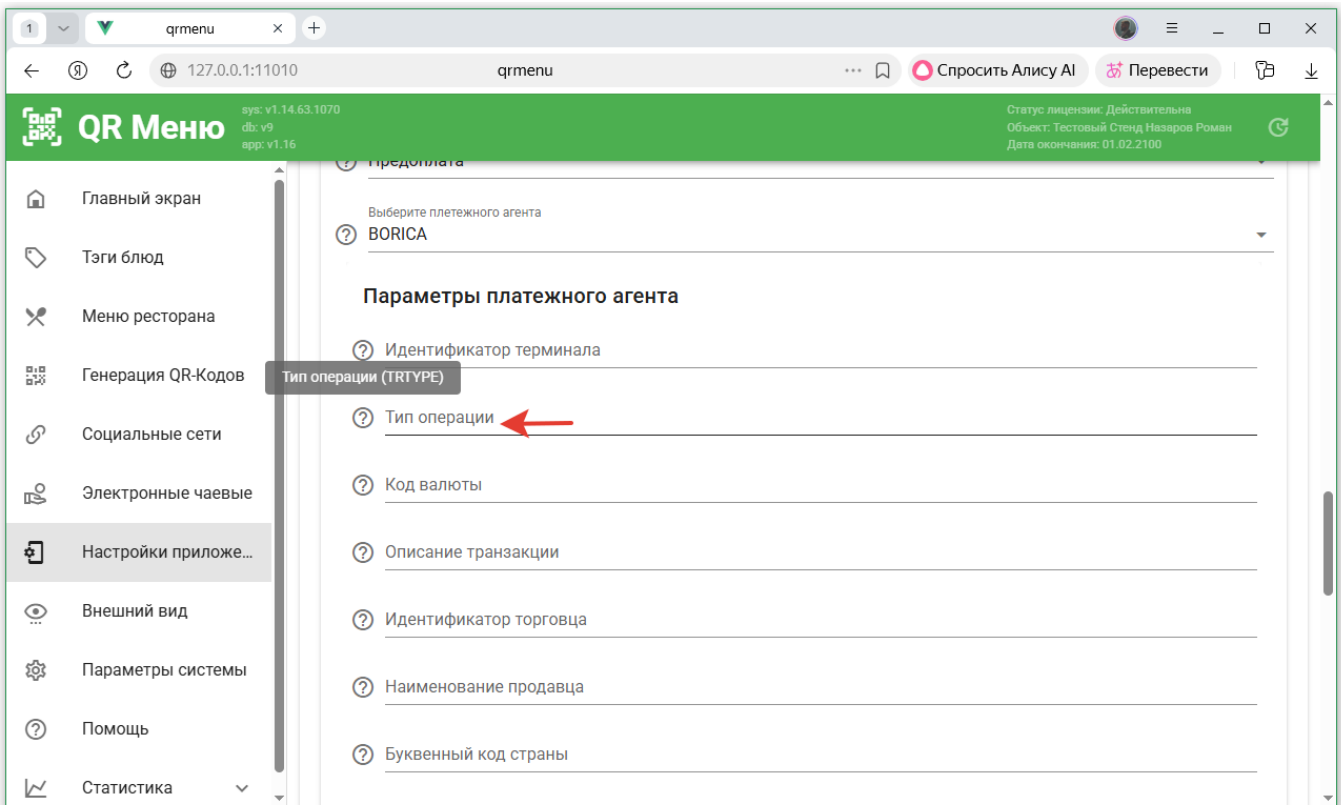 1
qrmenu
127.0.0.1:11010
qrmenu
Спросить Алису AI
Перевести
QR Меню
sys: v1.14.63.1070
db: v9
app: v1.16
Статус лицензии: Действительна
Объект: Тестовый Стенд Назаров Роман
Дата окончания: 01.02.2100
Главный экран
Тэги блюд
Меню ресторана
Генерация QR-Кодов
Социальные сети
Электронные чаевые
Настройки приложе...
Внешний вид
Параметры системы
Помощь
Статистика
Предоплата
Выберите плетежного агента
BORICA
Параметры платежного агента
Идентификатор терминала
Тип операции (TRTYPE)
Тип операции
Код валюты
Описание транзакции
Идентификатор торговца
Наименование продавца
Буквенный код страны